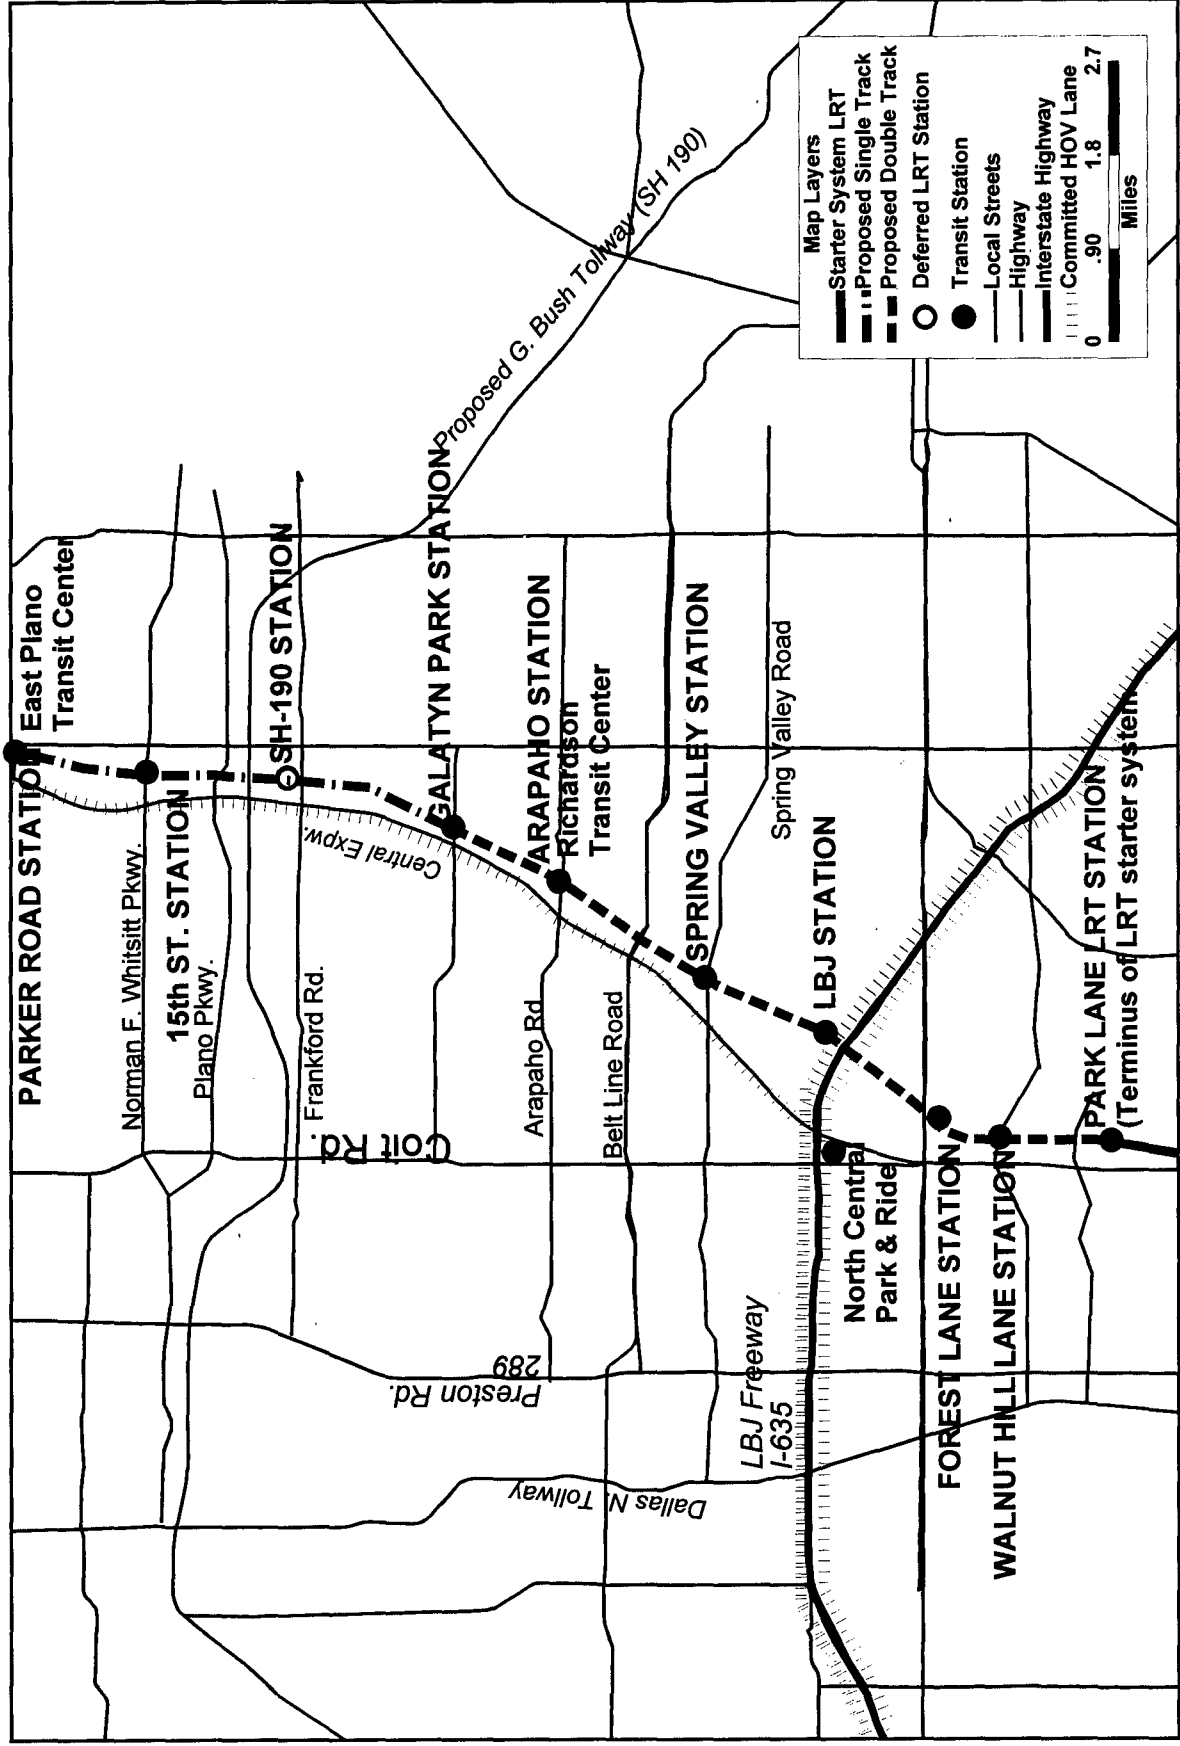 PARKER ROAD STATION
East Plano
Transit Center
Norman F. Whitsitt Pkwy.
15th ST. STATION
Plano Pkwy.
SH-190 STATION
Frankford Rd.
Central Expw.
Coit Rd.
GALATYN PARK STATION
Proposed G. Bush Tollway (SH 190)
ARAPAHO STATION
Richardson
Transit Center
Arapaho Rd
Belt Line Road
Preston Rd.
289
Dallas N. Tollway
SPRING VALLEY STATION
Spring Valley Road
LBJ Freeway
I-635
LBJ STATION
North Central
Park & Ride
FOREST LANE STATION
WALNUT HILL LANE STATION
PARK LANE LRT STATION
(Terminus of LRT starter system
Map Layers
Starter System LRT
Proposed Single Track
Proposed Double Track
Deferred LRT Station
Transit Station
Local Streets
Highway
Interstate Highway
Committed HOV Lane
0 .90 1.8 2.7
Miles